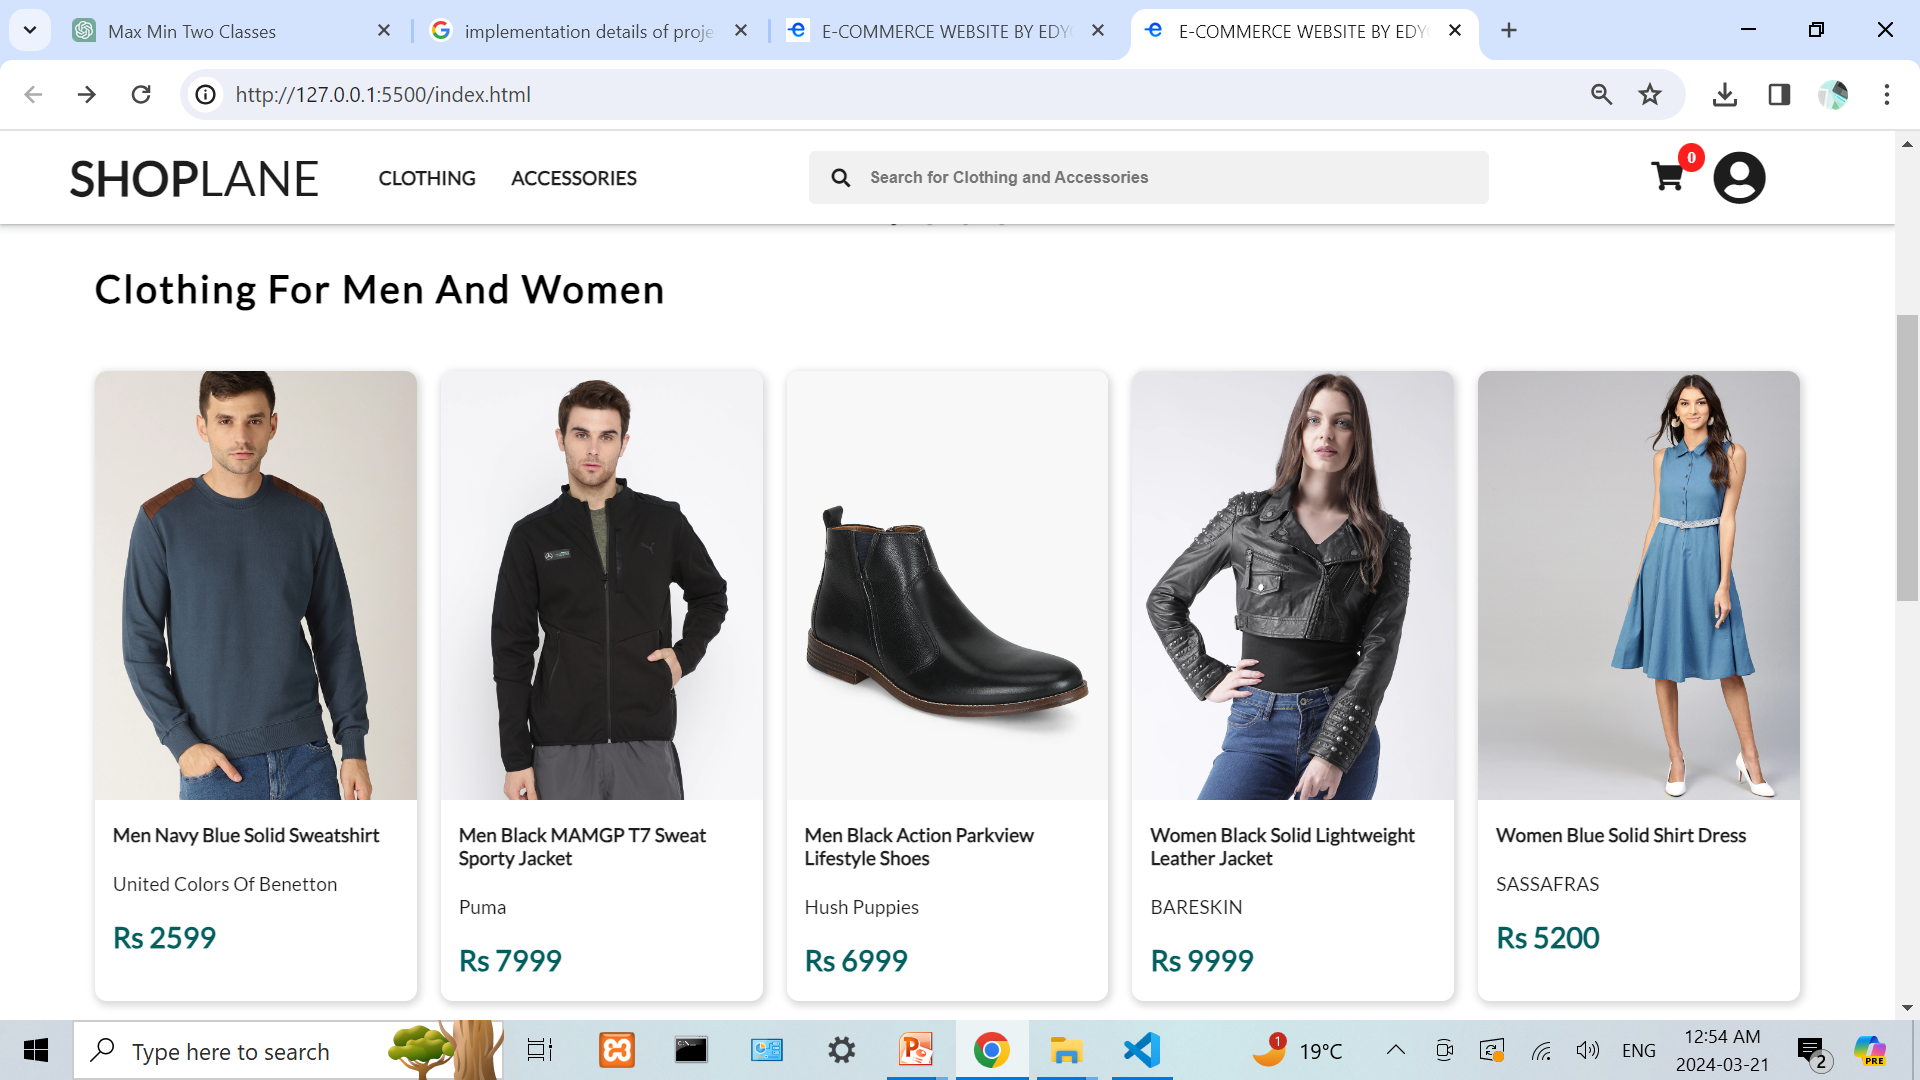 Max Min Two Classes
implementation details of proje
E-COMMERCE WEBSITE BY EDY
E-COMMERCE WEBSITE BY EDY
http://127.0.0.1:5500/index.html
SHOPLANE
CLOTHING
ACCESSORIES
Search for Clothing and Accessories
0
Clothing For Men And Women
Men Navy Blue Solid Sweatshirt
United Colors Of Benetton
Rs 2599
Men Black MAMGP T7 Sweat
Sporty Jacket
Puma
Rs 7999
Men Black Action Parkview
Lifestyle Shoes
Hush Puppies
Rs 6999
Women Black Solid Lightweight
Leather Jacket
BARESKIN
Rs 9999
Women Blue Solid Shirt Dress
SASSAFRAS
Rs 5200
Type here to search
1
19°C
ENG
12:54 AM
2024-03-21
2
PRE